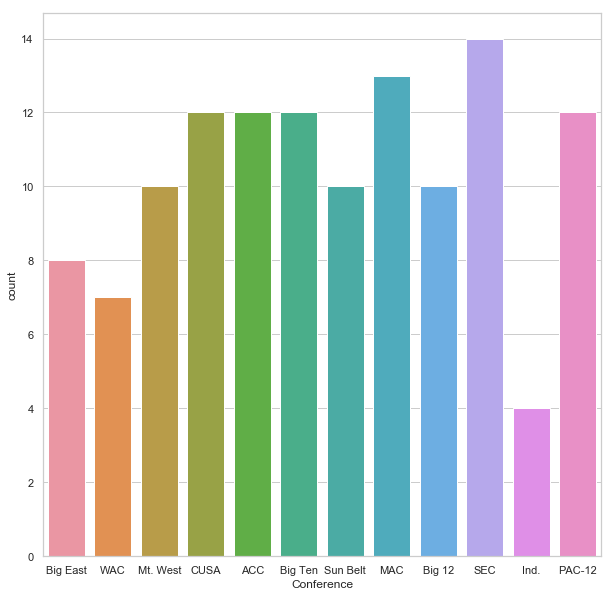 14
12
10
8
6
4
2
0
count
Big East WAC Mt. West CUSA ACC Big Ten Sun Belt MAC Big 12 SEC Ind. PAC-12
Conference